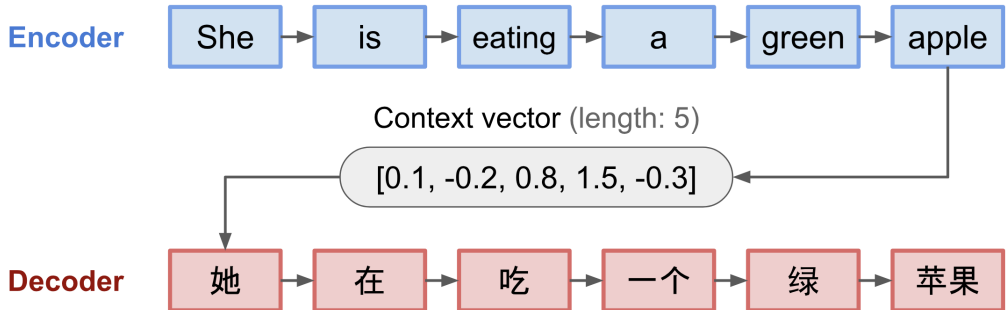 Encoder She is eating a green apple
Context vector (length: 5)
[0.1, -0.2, 0.8, 1.5, -0.3]
Decoder 她 在 吃 一个 绿 苹果